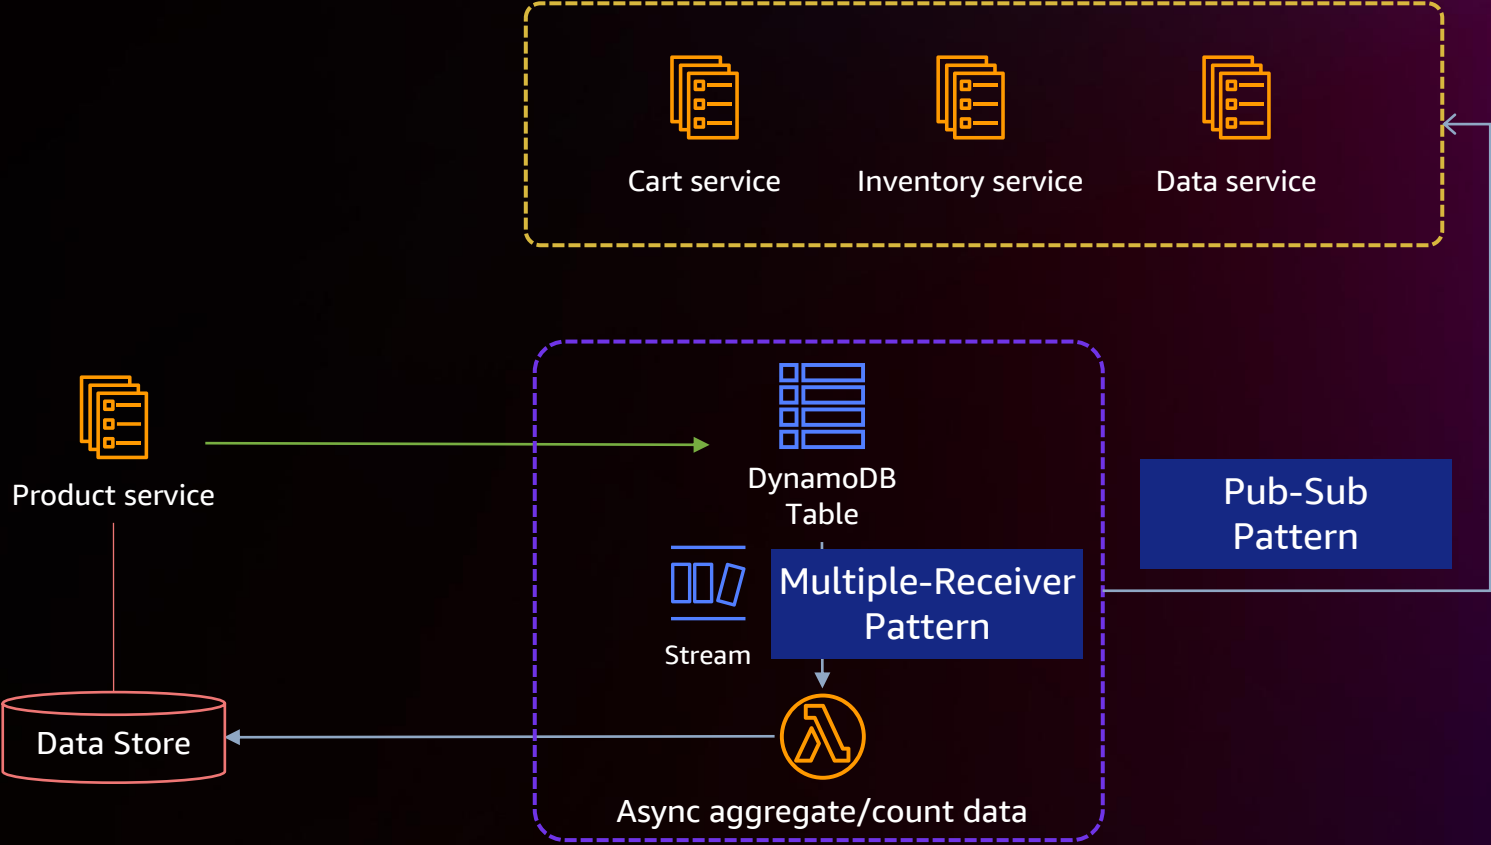 Cart service
Inventory service
Data service
Product service
DynamoDB
Table
Pub-Sub
Pattern
Multiple-Receiver
Pattern
Stream
Data Store
Async aggregate/count data